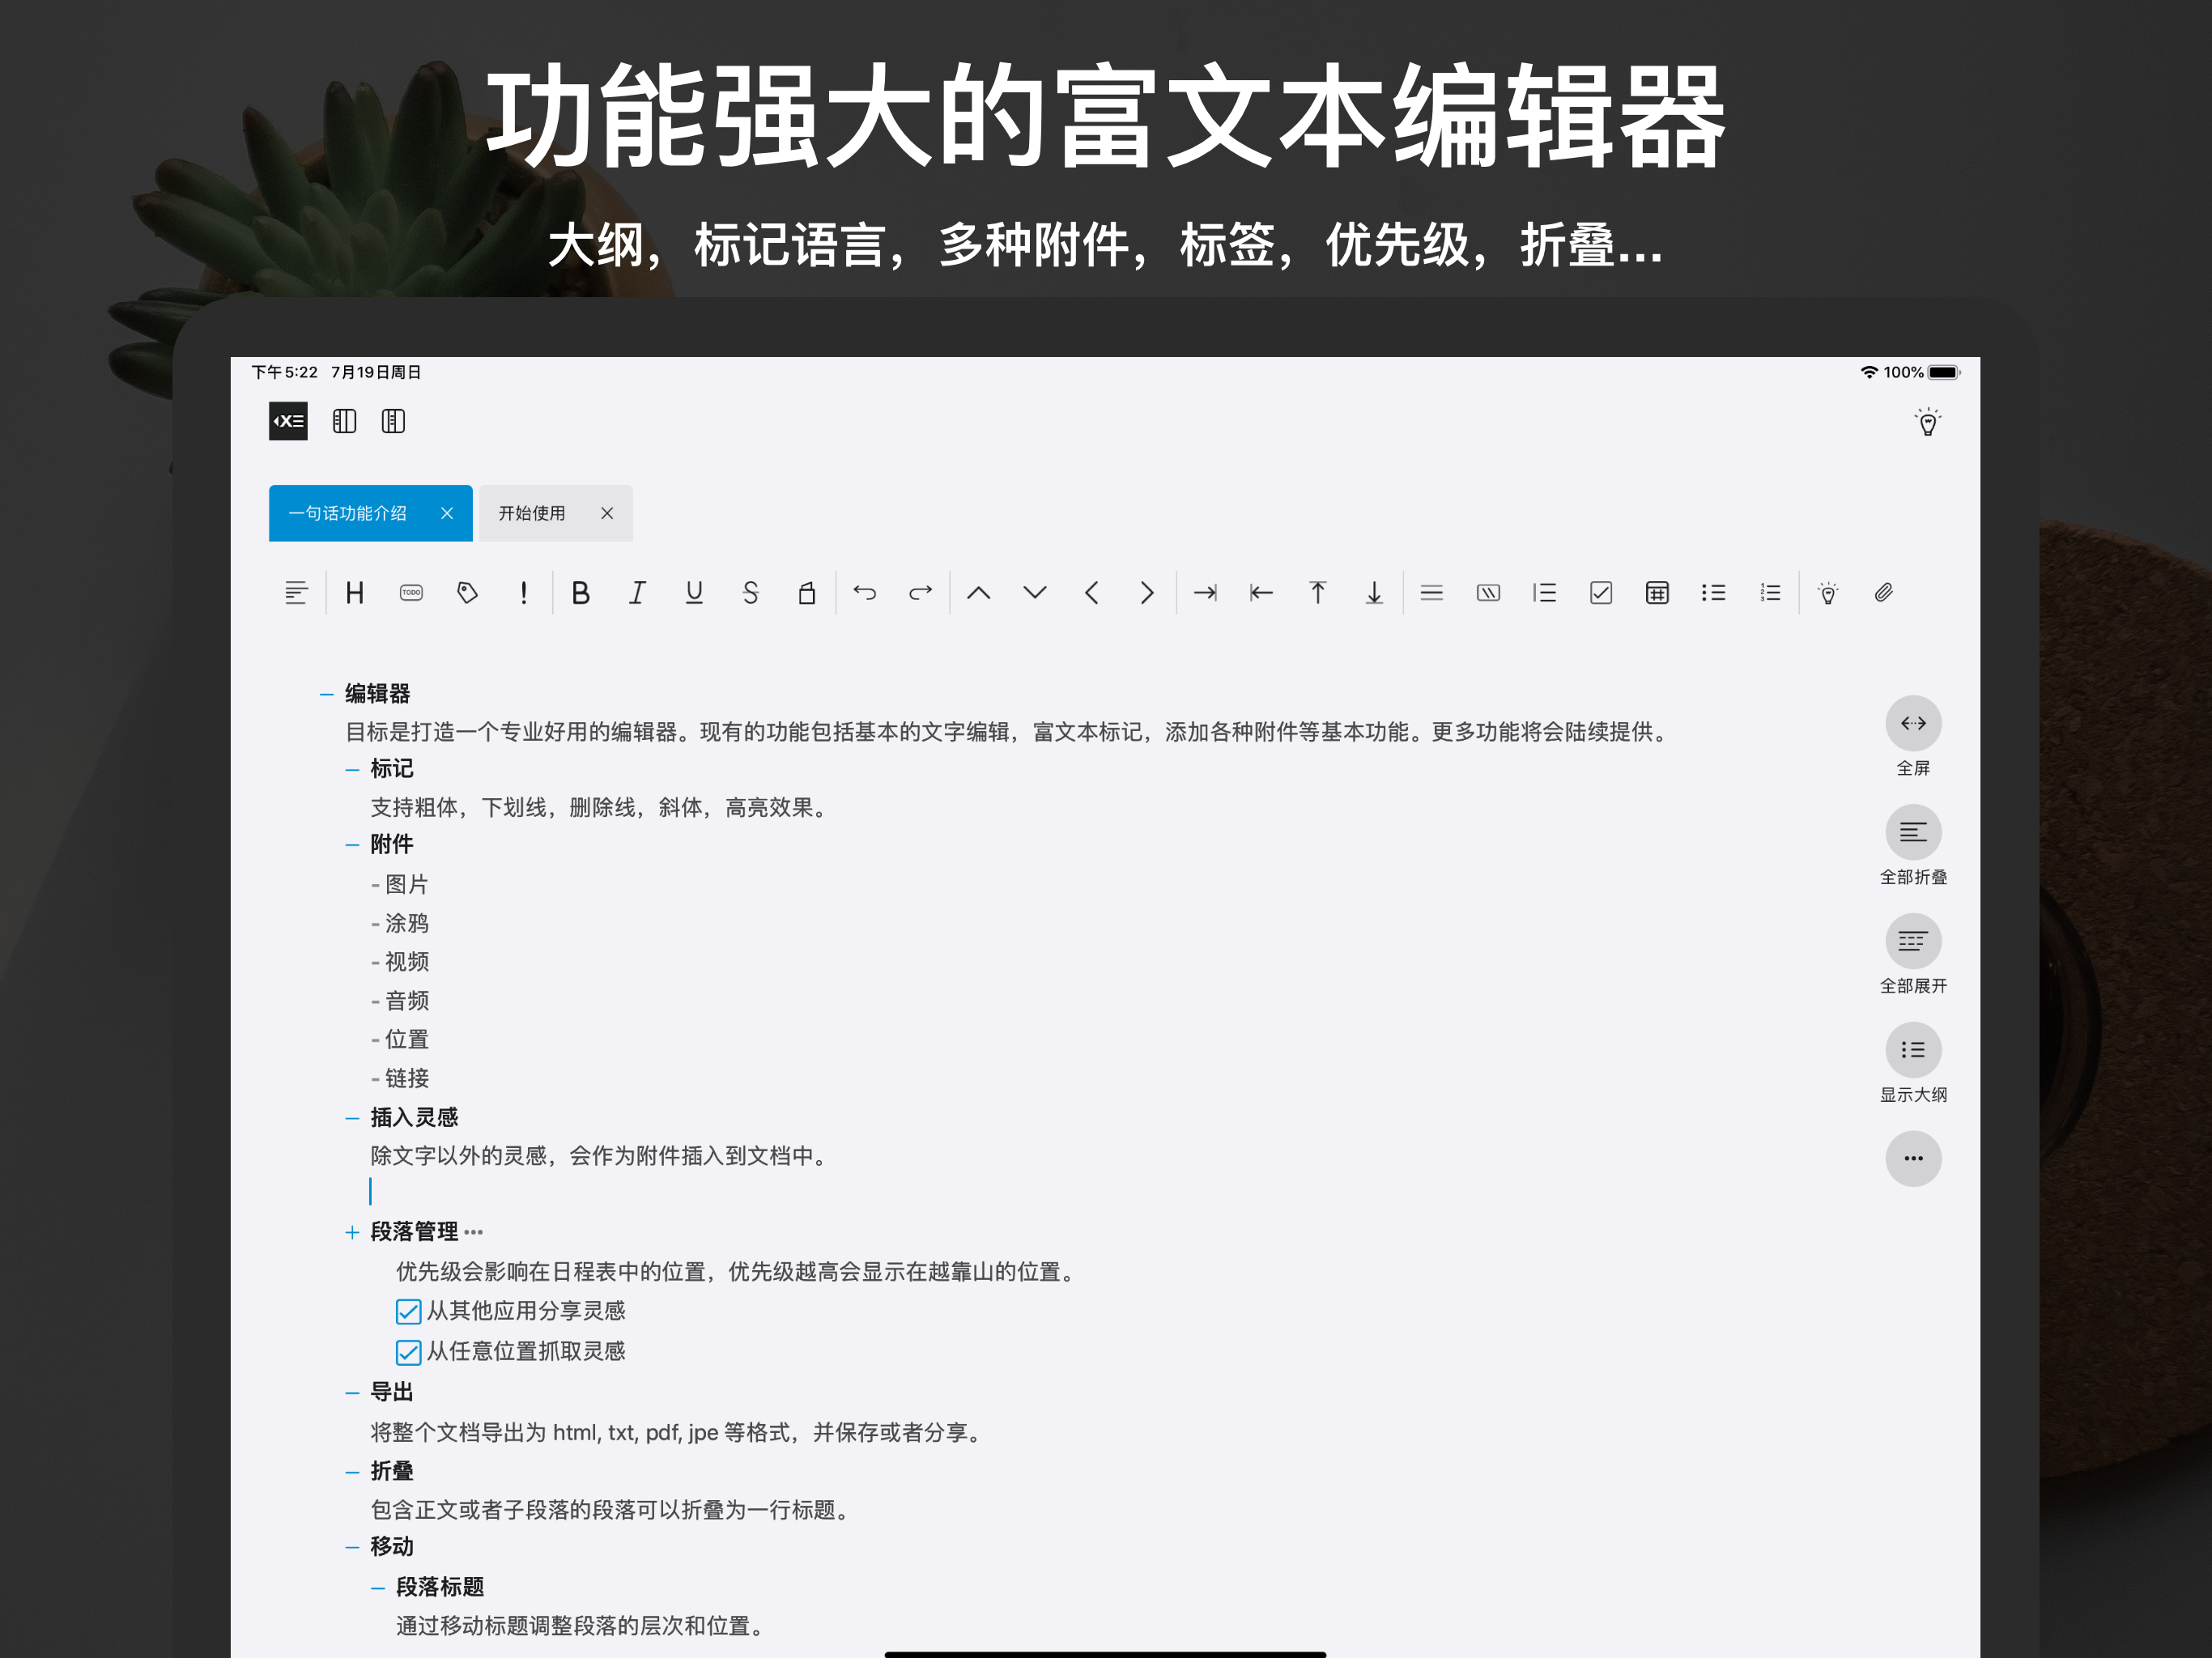 功能强大的富文本编辑器
大纲，标记语言，多种附件，标签，优先级，折叠...
下午5:22 7月19日周日
100%
一句话功能介绍
开始使用
H TODO ! B I U S
编辑器
目标是打造一个专业好用的编辑器。现有的功能包括基本的文字编辑，富文本标记，添加各种附件等基本功能。更多功能将会陆续提供。
标记
支持粗体，下划线，删除线，斜体，高亮效果。
附件
- 图片
- 涂鸦
- 视频
- 音频
- 位置
- 链接
插入灵感
除文字以外的灵感，会作为附件插入到文档中。
段落管理 •••
优先级会影响在日程表中的位置，优先级越高会显示在越靠山的位置。
从其他应用分享灵感
从任意位置抓取灵感
导出
将整个文档导出为 html, txt, pdf, jpe 等格式，并保存或者分享。
折叠
包含正文或者子段落的段落可以折叠为一行标题。
移动
段落标题
通过移动标题调整段落的层次和位置。
全屏
全部折叠
全部展开
显示大纲